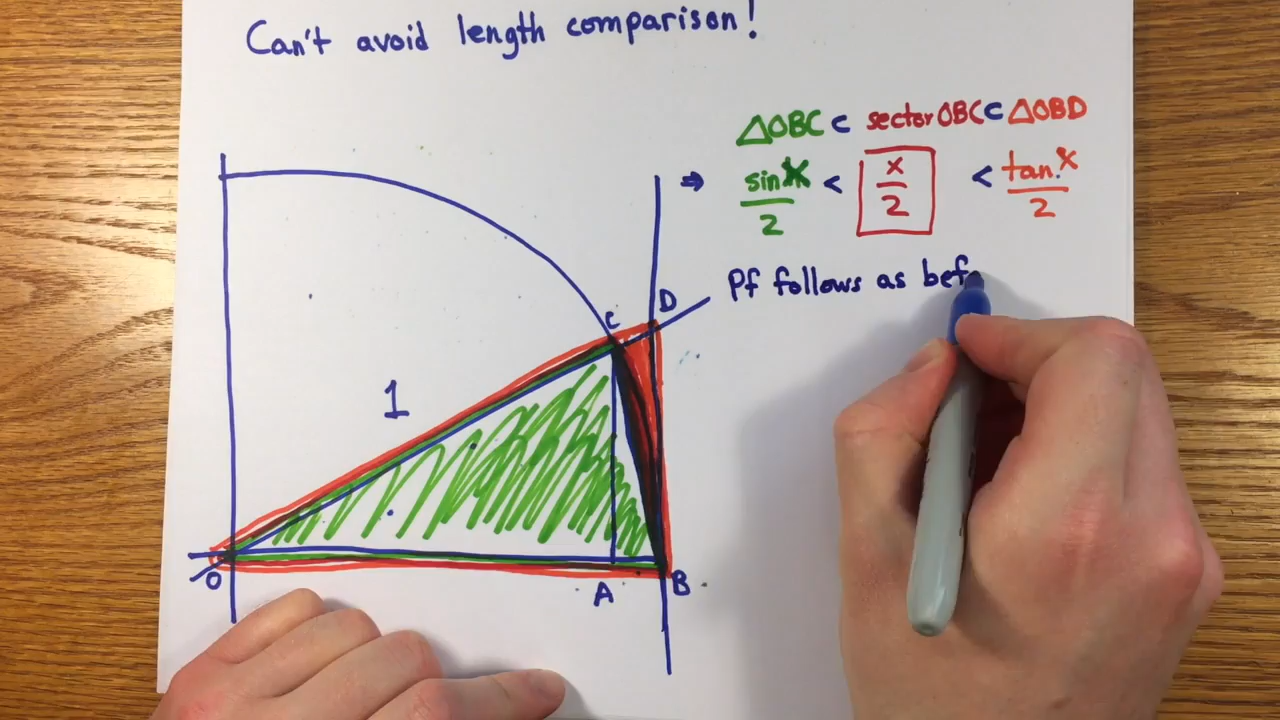 Can't avoid length comparison!
△OBC ⊂ sector OBC ⊂ △OBD
⇒ sin x / 2 < x / 2 < tan x / 2
Pf follows as bef
D
C
1
O
A
B